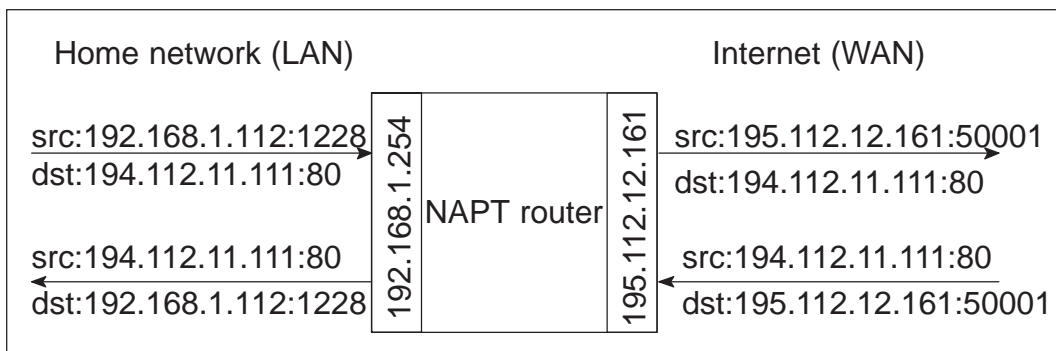 Home network (LAN)
Internet (WAN)
src:192.168.1.112:1228
dst:194.112.11.111:80
192.168.1.254
NAPT router
195.112.12.161
src:195.112.12.161:50001
dst:194.112.11.111:80
src:194.112.11.111:80
dst:192.168.1.112:1228
src:194.112.11.111:80
dst:195.112.12.161:50001